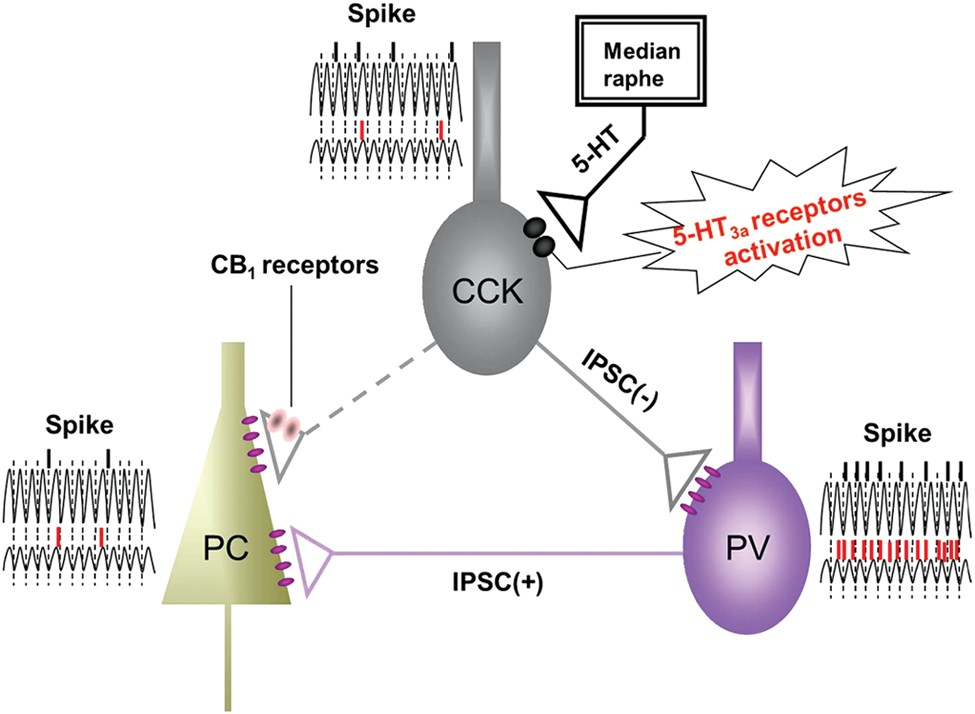 Spike
Median
raphe
5-HT
5-HT3a receptors
activation
CB1 receptors
CCK
IPSC(-)
Spike
Spike
PC
PV
IPSC(+)